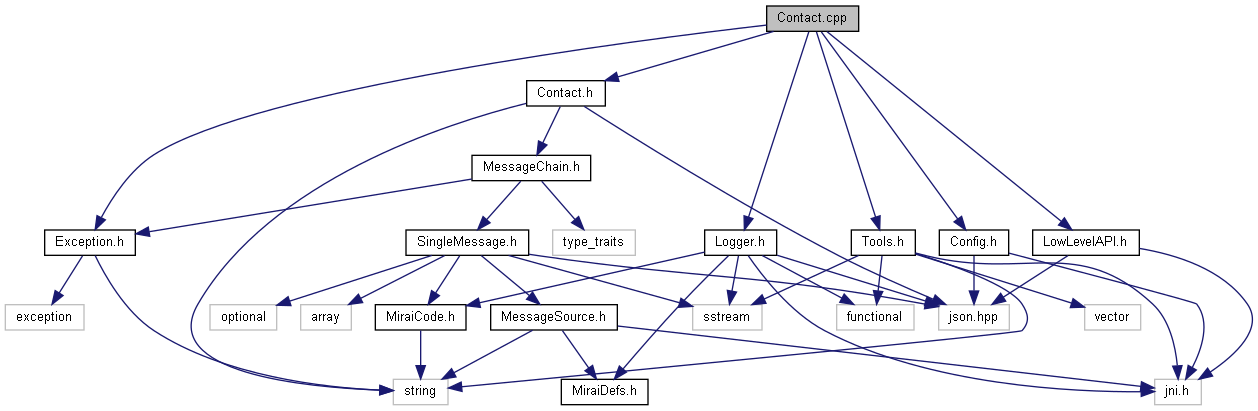 Contact.cpp
Contact.h
MessageChain.h
Exception.h
SingleMessage.h
type_traits
Logger.h
Tools.h
Config.h
LowLevelAPI.h
exception
optional
array
MiraiCode.h
MessageSource.h
sstream
functional
json.hpp
vector
string
MiraiDefs.h
jni.h